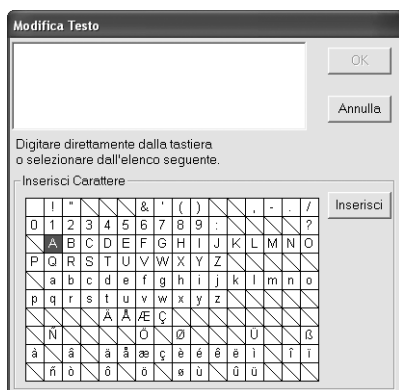 Modifica Testo
OK
Annulla
Digitare direttamente dalla tastiera
o selezionare dall'elenco seguente.
Inserisci Carattere
Inserisci
! " & ' ( ) , - . /
0 1 2 3 4 5 6 7 8 9 : ?
A B C D E F G H I J K L M N O
P Q R S T U V W X Y Z
a b c d e f g h i j k l m n o
p q r s t u v w x y z
Ä Å Æ Ç
Ñ Ö Ø Ü ß
à â ä å æ ç è é ê ë ì î ï
ñ ò ô ö ø ù û ü